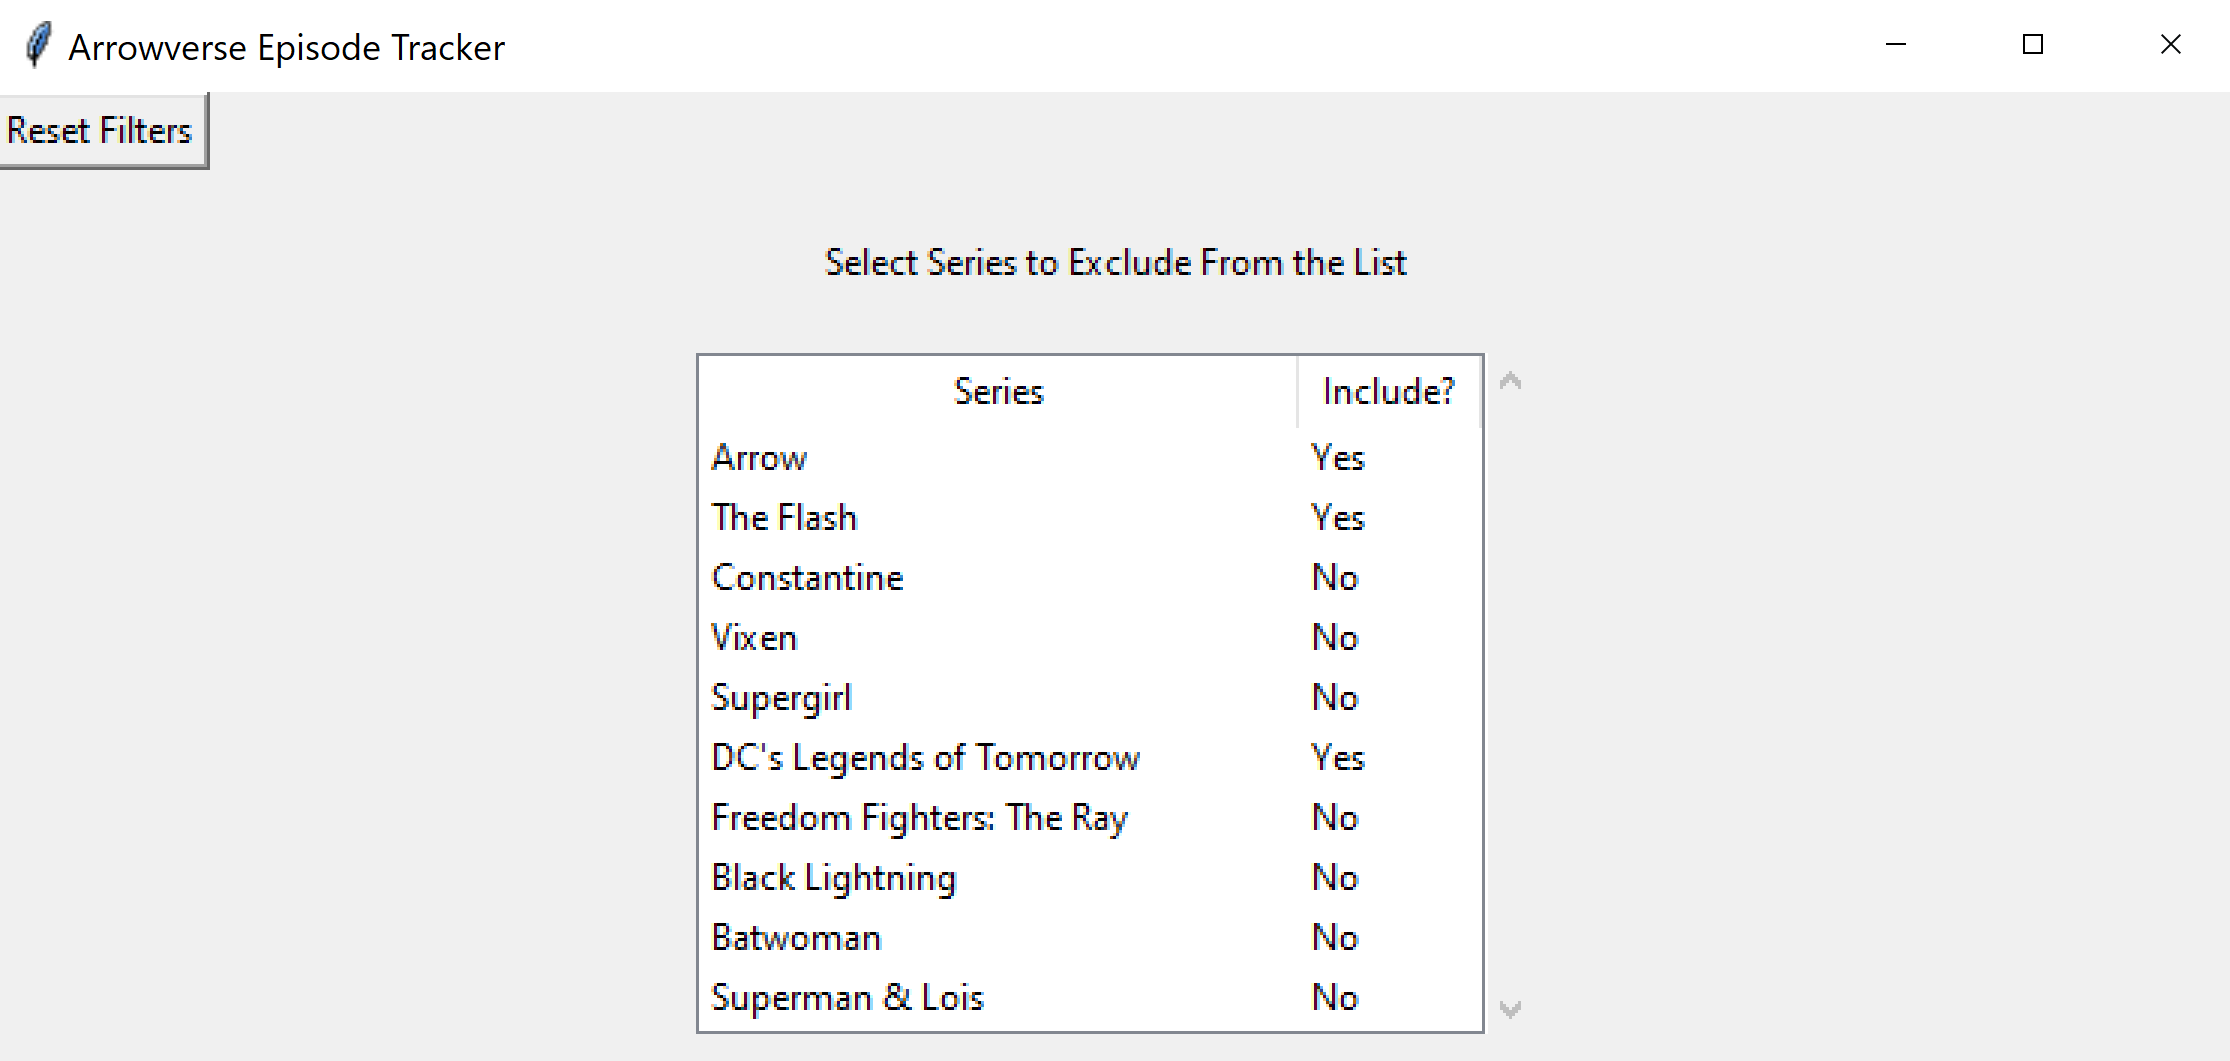 Arrowverse Episode Tracker
Reset Filters
Select Series to Exclude From the List
Series Include?
Arrow Yes
The Flash Yes
Constantine No
Vixen No
Supergirl No
DC's Legends of Tomorrow Yes
Freedom Fighters: The Ray No
Black Lightning No
Batwoman No
Superman & Lois No